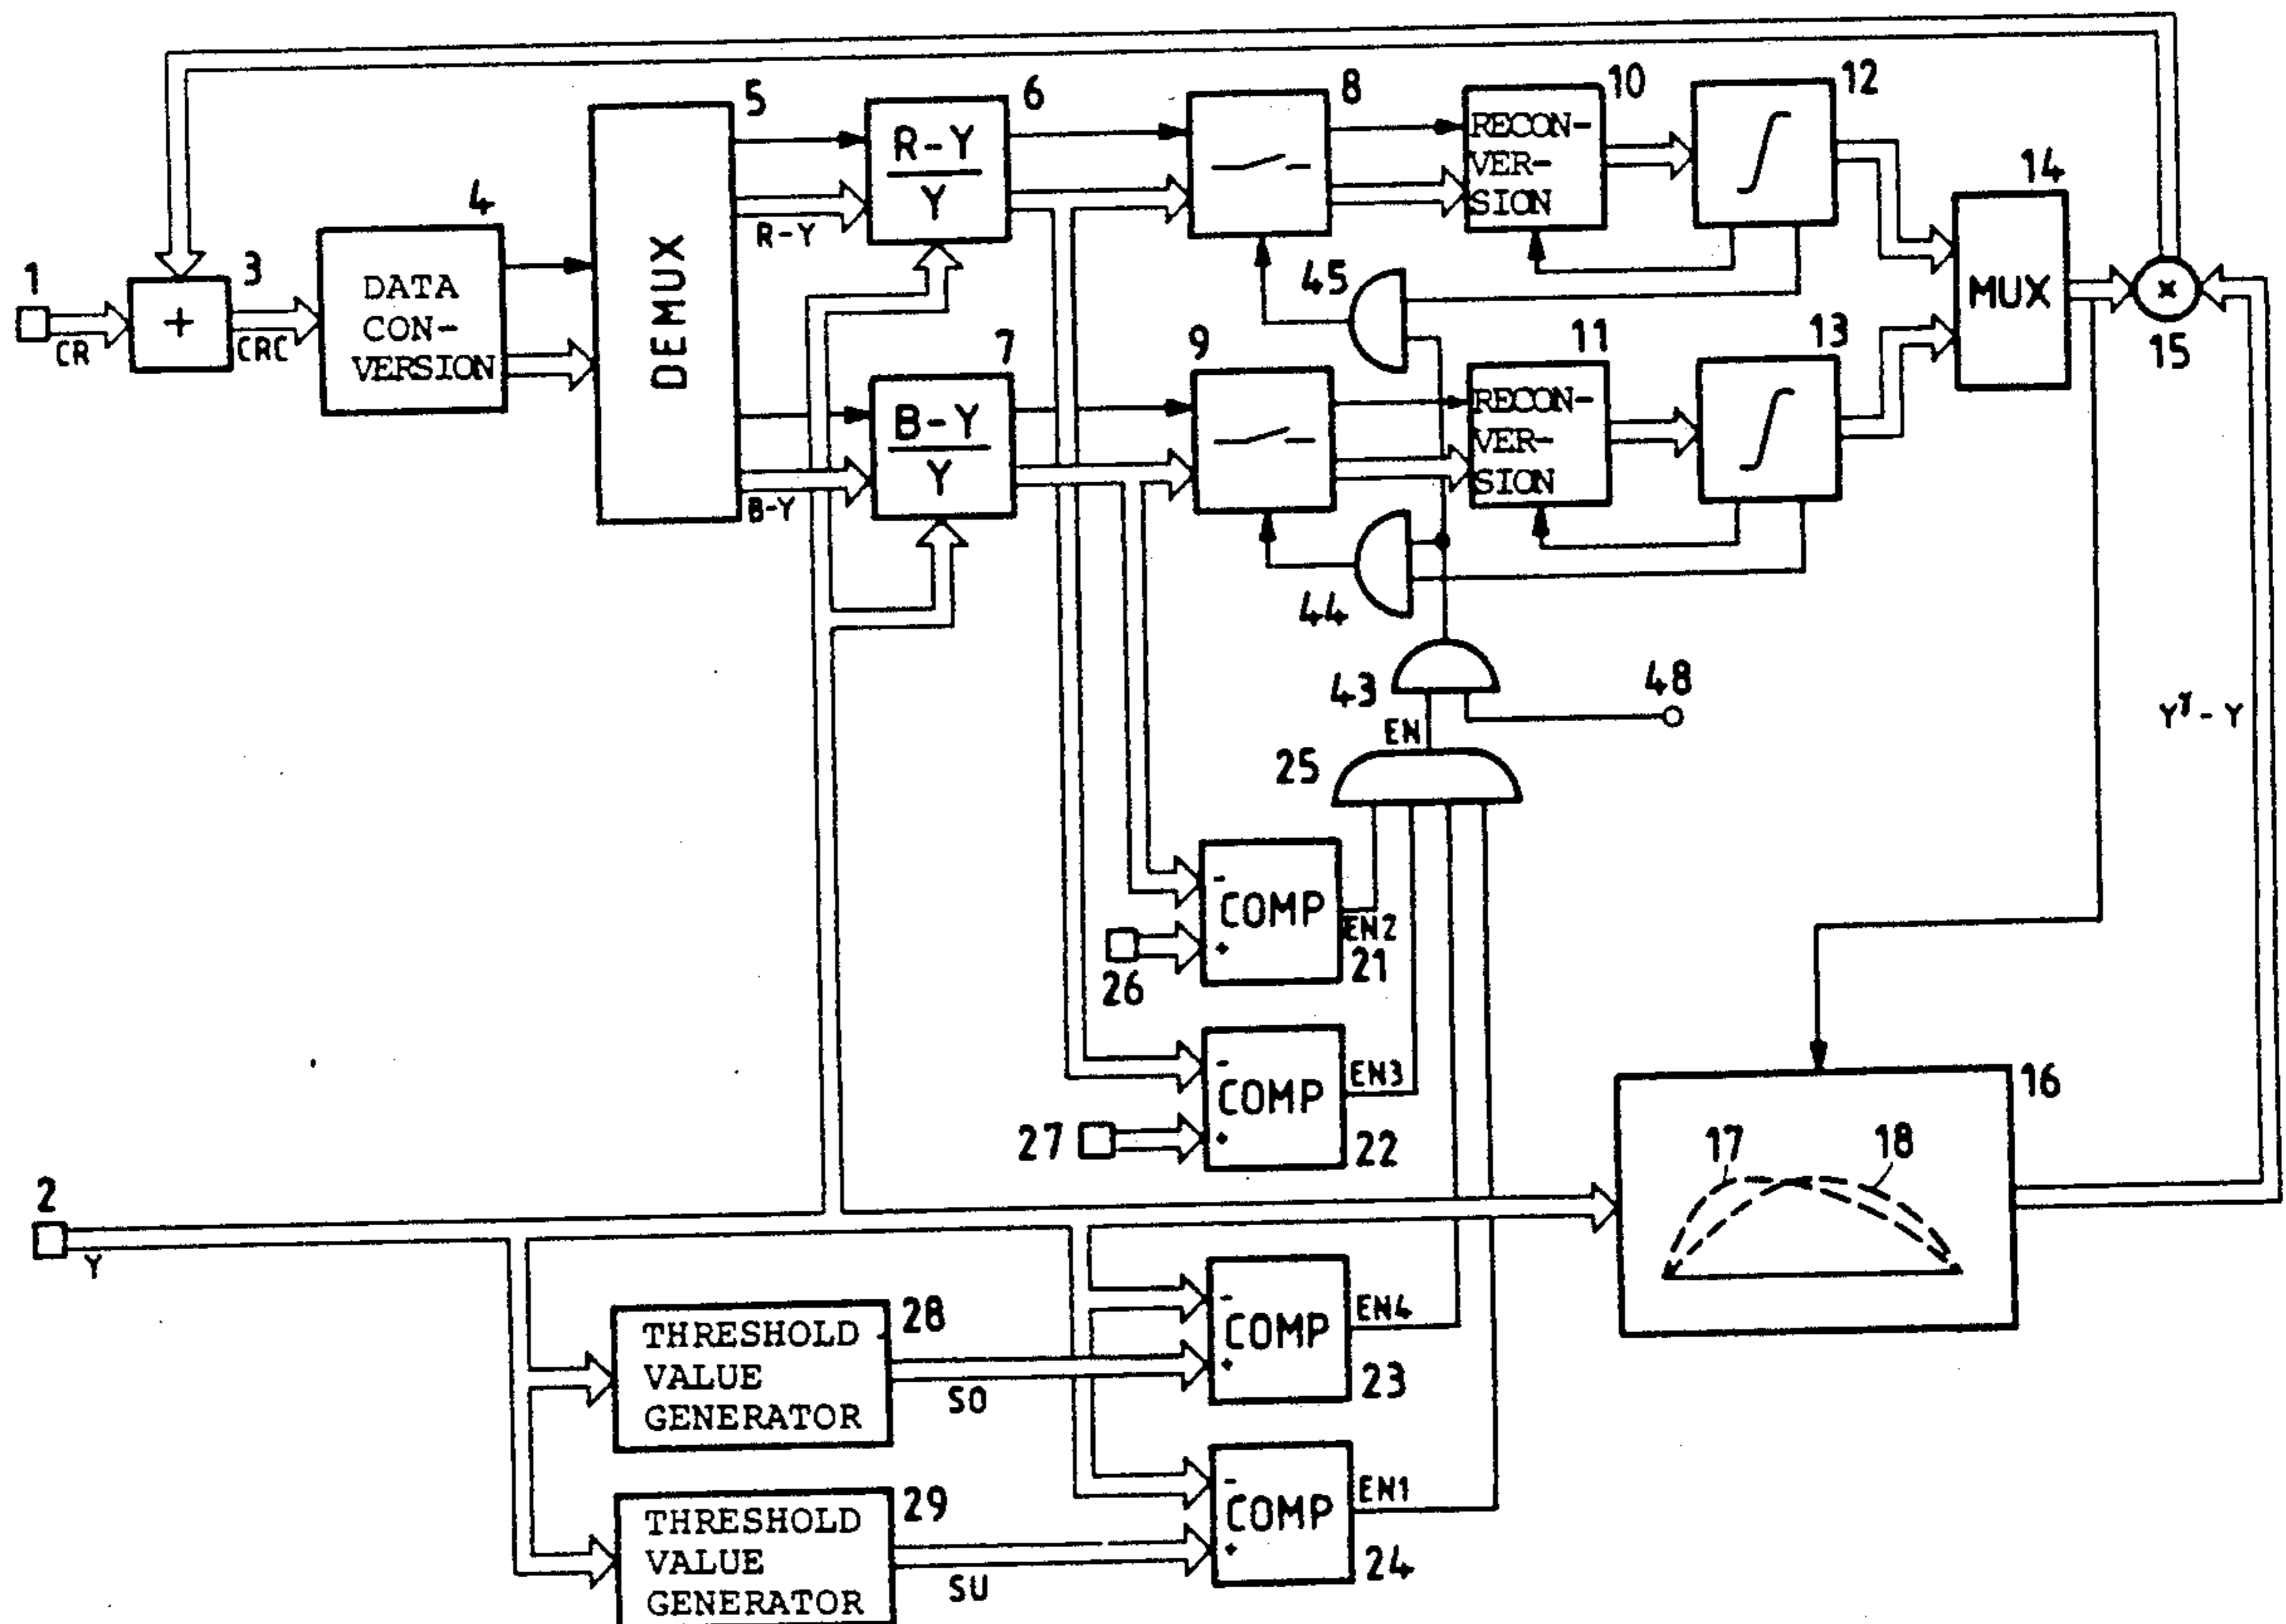 5
6
8
10
12
R-Y
Y
RECON-
VER-
SION
14
4
R-Y
1
3
DATA
CON-
VERSION
DEMUX
45
MUX
×
15
+
CR
CRC
7
9
11
13
B-Y
Y
RECON-
VER-
SION
B-Y
44
43
48
Yɣ - Y
EN
25
-
COMP
+
EN2
21
26
-
COMP
+
EN3
22
27
16
17
18
2
Y
THRESHOLD
VALUE
GENERATOR
28
SO
-
COMP
+
EN4
23
THRESHOLD
VALUE
GENERATOR
29
SU
-
COMP
+
EN1
24